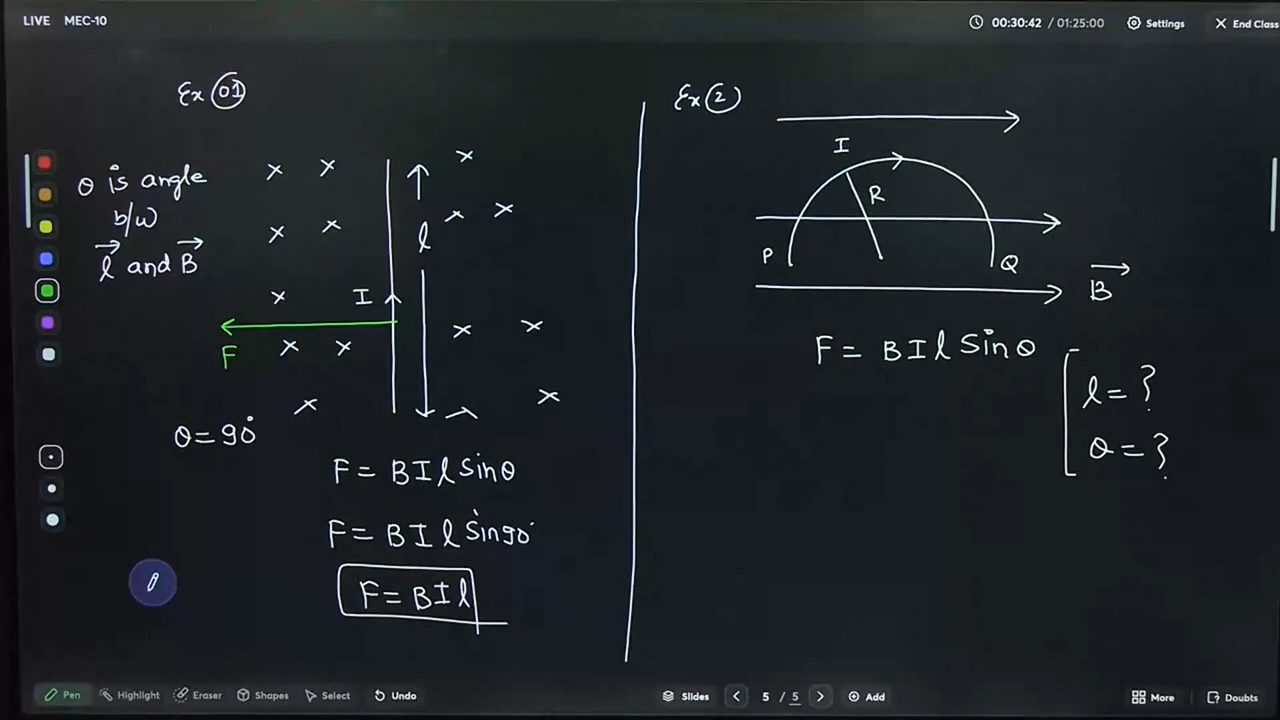 LIVE MEC-10
00:30:42 / 01:25:00 Settings End Class
Ex 01
θ is angle
b/w
l⃗ and B⃗
I
l
F
θ = 90°
F = BIl Sinθ
F = BIl Sin90°
F = BIl
Ex 2
I
R
P
Q
B⃗
F = BIl Sinθ
l = ?
θ = ?
Pen Highlight Eraser Shapes Select Undo Slides 5 / 5 Add More Doubts